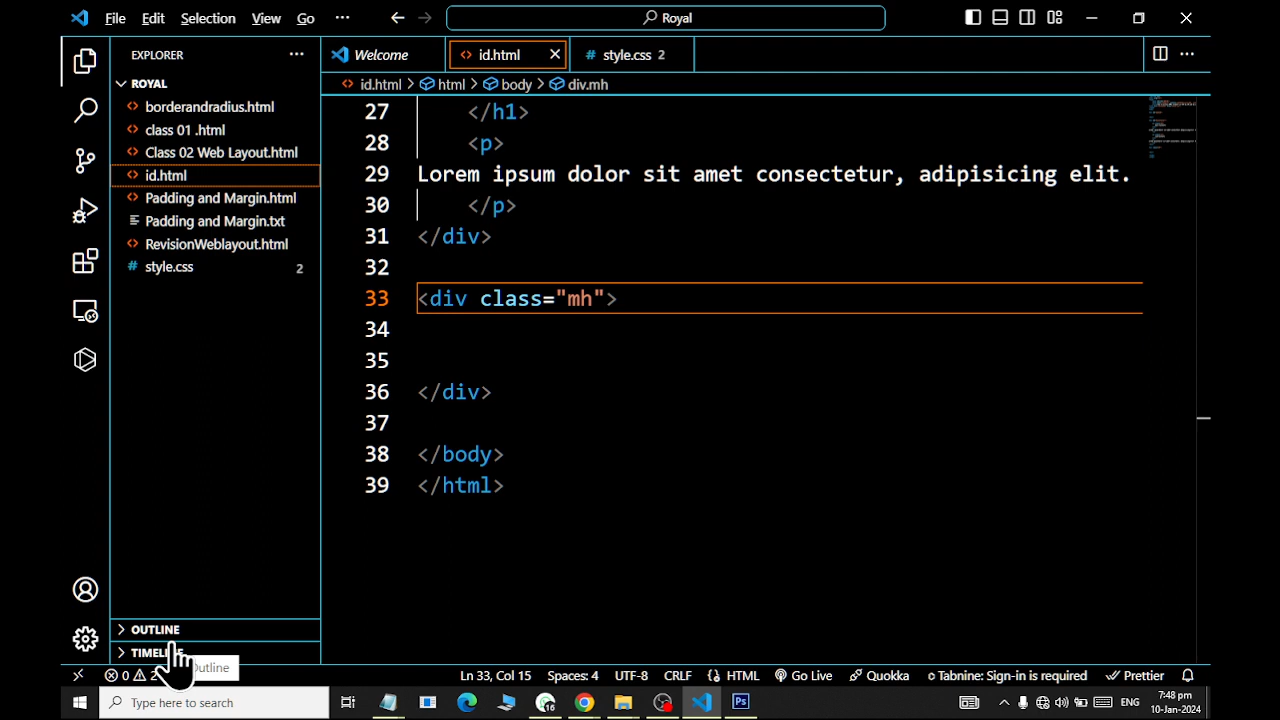 File Edit Selection View Go ··· Royal
EXPLORER ··· Welcome id.html style.css 2 ···
ROYAL id.html > html > body > div.mh
borderandradius.html
class 01 .html
Class 02 Web Layout.html
id.html
Padding and Margin.html
Padding and Margin.txt
RevisionWeblayout.html
style.css 2
27 </h1>
28 <p>
29 Lorem ipsum dolor sit amet consectetur, adipisicing elit.
30 </p>
31 </div>
32
33 <div class="mh">
34
35
36 </div>
37
38 </body>
39 </html>
OUTLINE
TIMELINE
Outline
0 2 Ln 33, Col 15 Spaces: 4 UTF-8 CRLF HTML Go Live Quokka Tabnine: Sign-in is required Prettier
Type here to search 16 Ps ENG 7:48 pm
10-Jan-2024